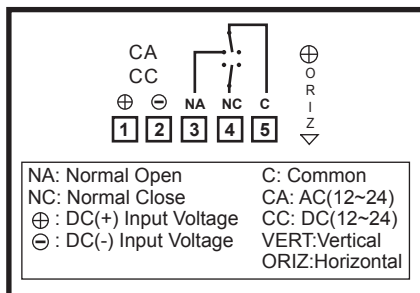 CA
CC
⊕ ⊖ NA NC C
1 2 3 4 5
⊕
O
R
I
Z
NA: Normal Open
NC: Normal Close
⊕ : DC(+) Input Voltage
⊖ : DC(-) Input Voltage
C: Common
CA: AC(12~24)
CC: DC(12~24)
VERT:Vertical
ORIZ:Horizontal